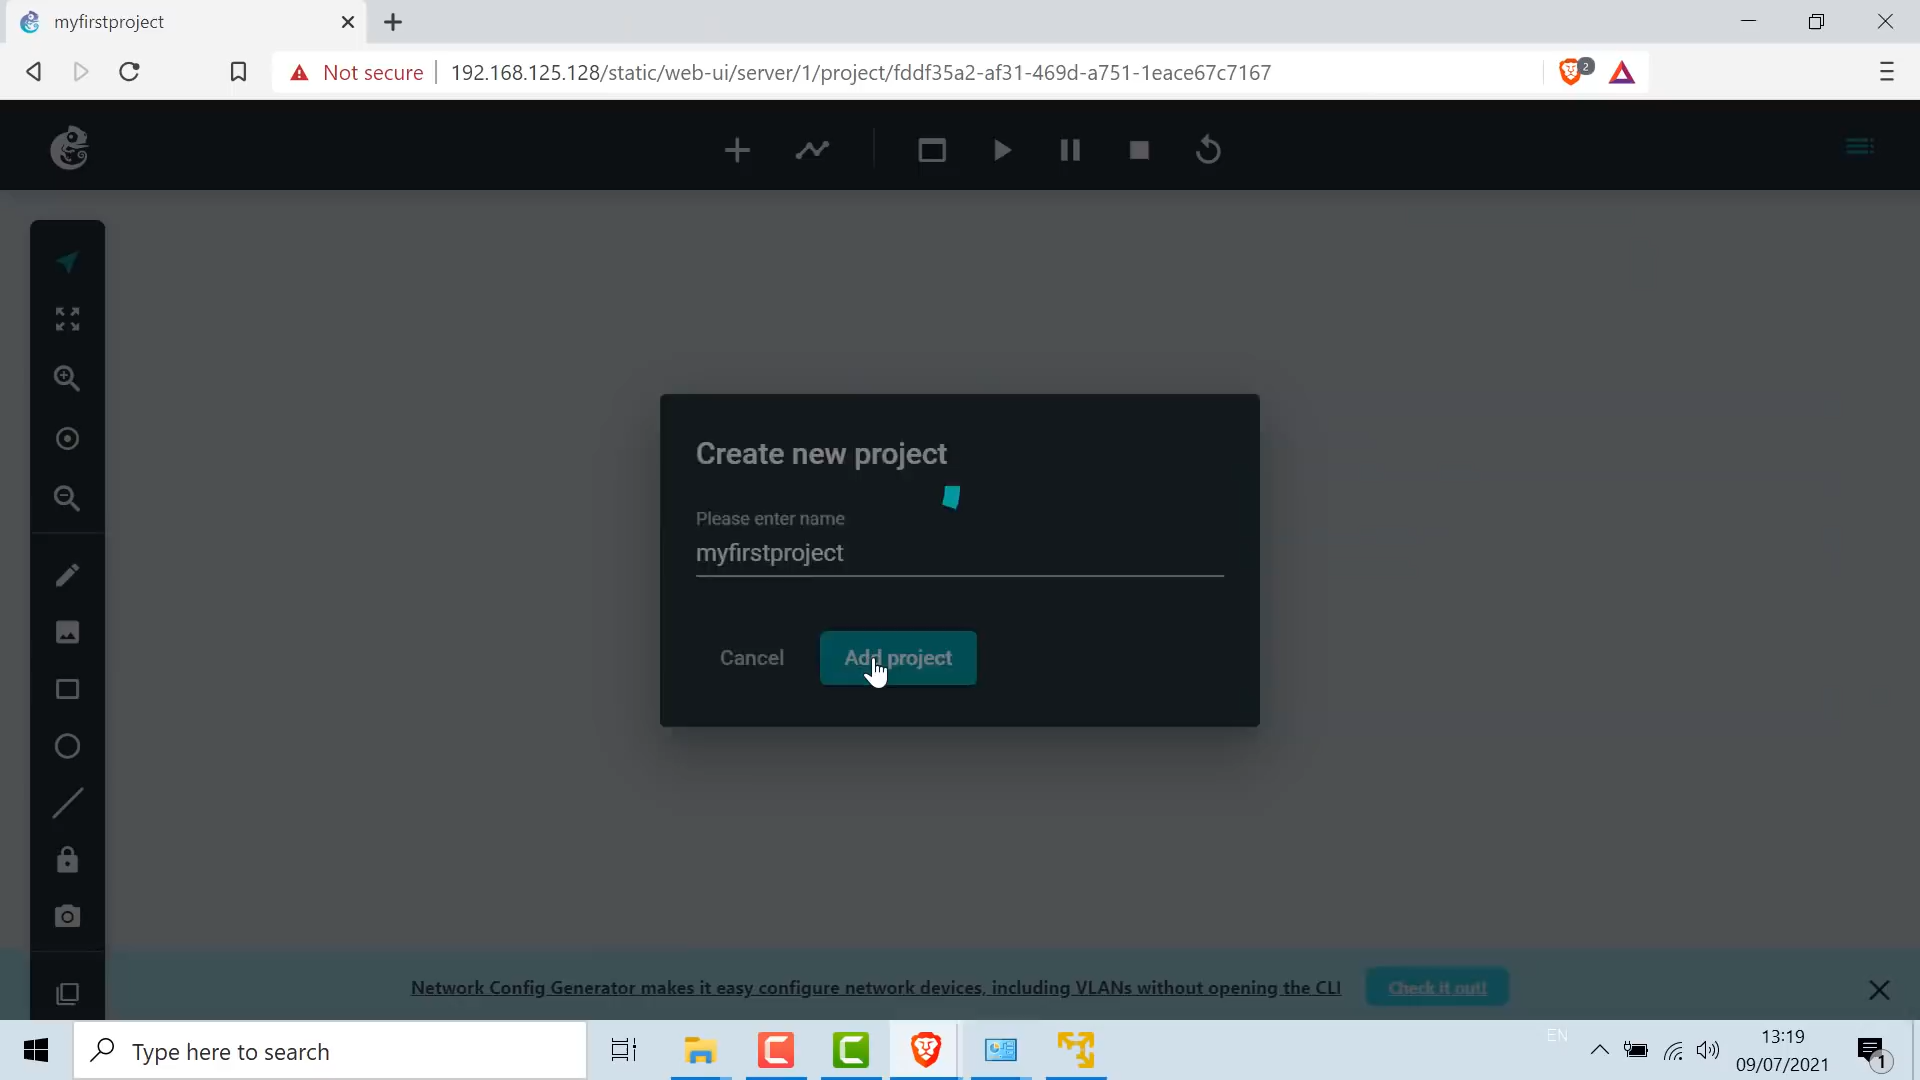 myfirstproject
Not secure
192.168.125.128/static/web-ui/server/1/project/fddf35a2-af31-469d-a751-1eace67c7167
2
Create new project
Please enter name
myfirstproject
Cancel
Add project
Network Config Generator makes it easy configure network devices, including VLANs without opening the CLI
Check it out!
Type here to search
EN
13:19
09/07/2021
1